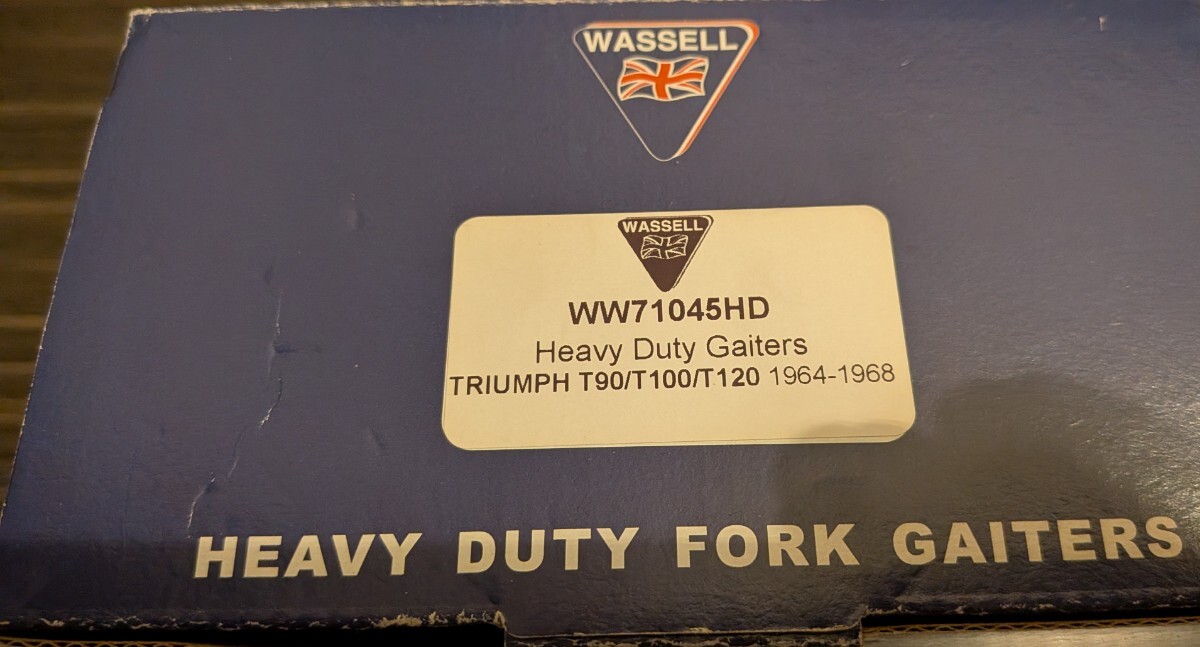 WASSELL
WASSELL
WW71045HD
Heavy Duty Gaiters
TRIUMPH T90/T100/T120 1964-1968
HEAVY DUTY FORK GAITERS